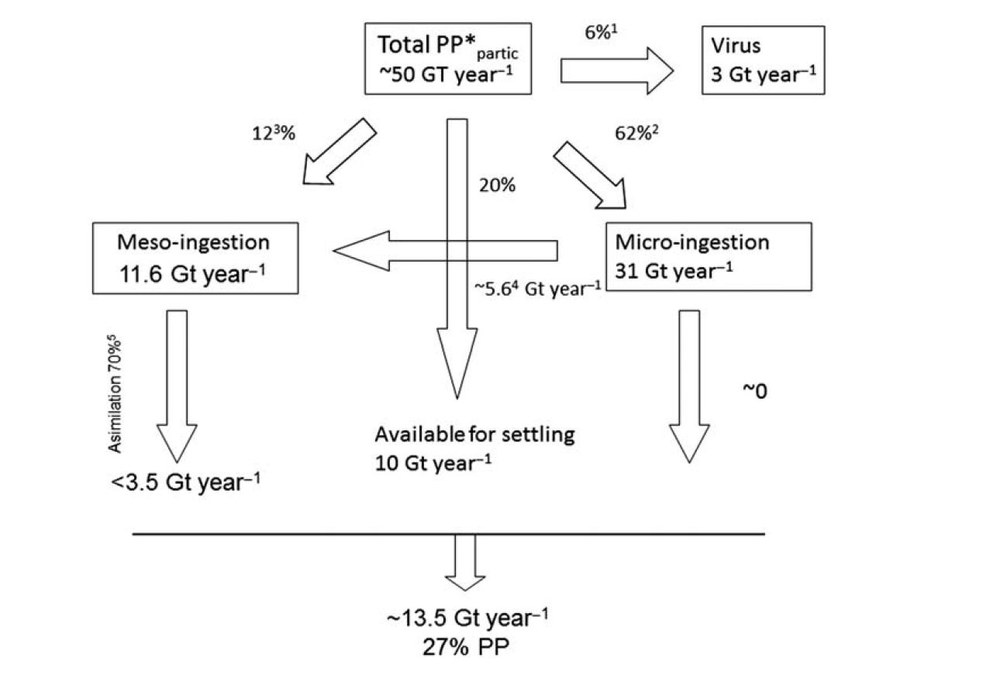 Total PP*partic
~50 GT year⁻¹
6%¹
Virus
3 Gt year⁻¹
12³%
62%²
20%
Meso-ingestion
11.6 Gt year⁻¹
Micro-ingestion
31 Gt year⁻¹
~5.6⁴ Gt year⁻¹
Asimilation 70%⁵
~0
Available for settling
10 Gt year⁻¹
<3.5 Gt year⁻¹
~13.5 Gt year⁻¹
27% PP